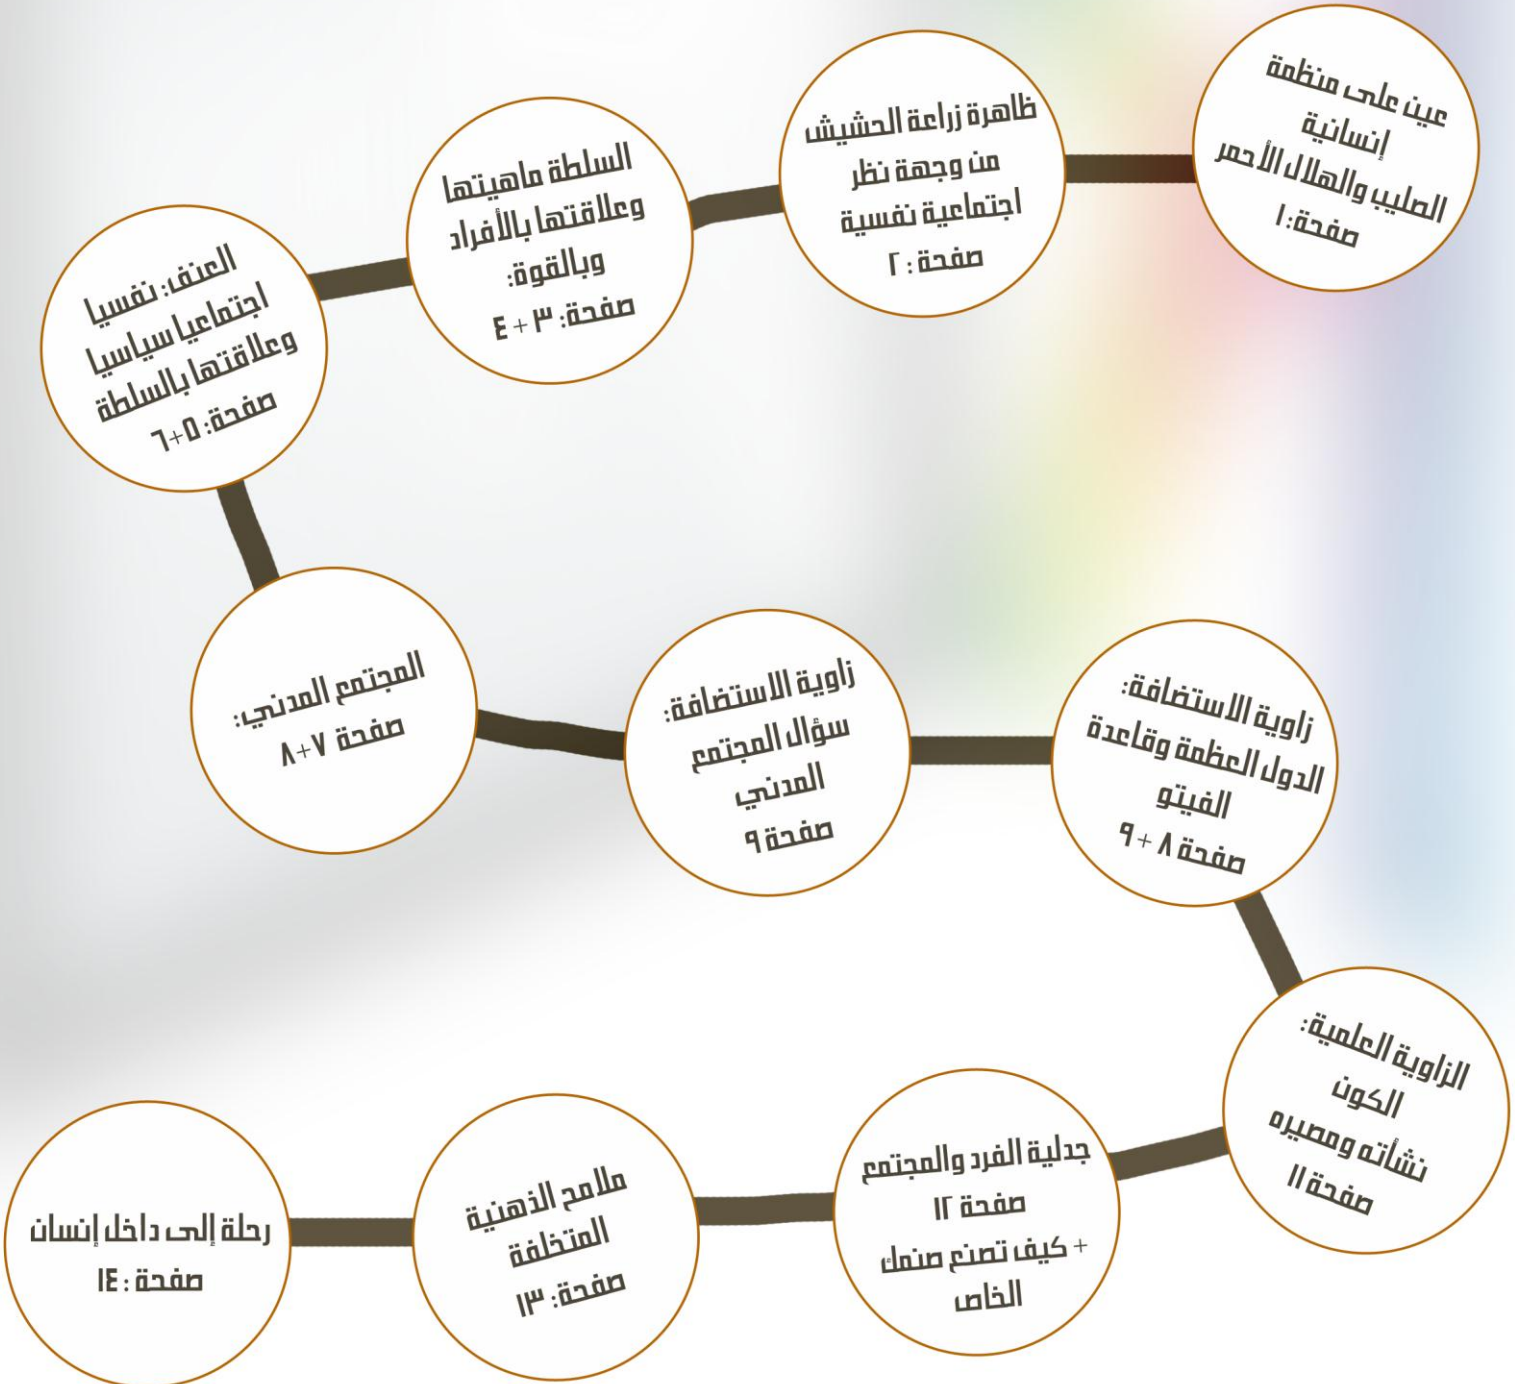 عين على منظمة
إنسانية
الصليب والهلال الأحمر
صفحة: ١
ظاهرة زراعة الحشيش
من وجهة نظر
اجتماعية نفسية
صفحة : ٢
السلطة ماهيتها
وعلاقتها بالأفراد
وبالقوة:
صفحة: ٣ + ٤
العنف: نفسيا
اجتماعيا سياسيا
وعلاقتها بالسلطة
صفحة: ٥+٦
المجتمع المدني:
صفحة ٧+٨
زاوية الاستضافة:
سؤال المجتمع
المدني
صفحة ٩
زاوية الاستضافة:
الدول العظمة وقاعدة
الفيتو
صفحة ٨ + ٩
الزاوية العلمية:
الكون
نشأته ومصيره
صفحة ١١
جدلية الفرد والمجتمع
صفحة ١٢
+ كيف تصنع صنمك
الخاص
ملامح الذهنية
المتخلفة
صفحة: ١٣
رحلة إلى داخل إنسان
صفحة : ١٤